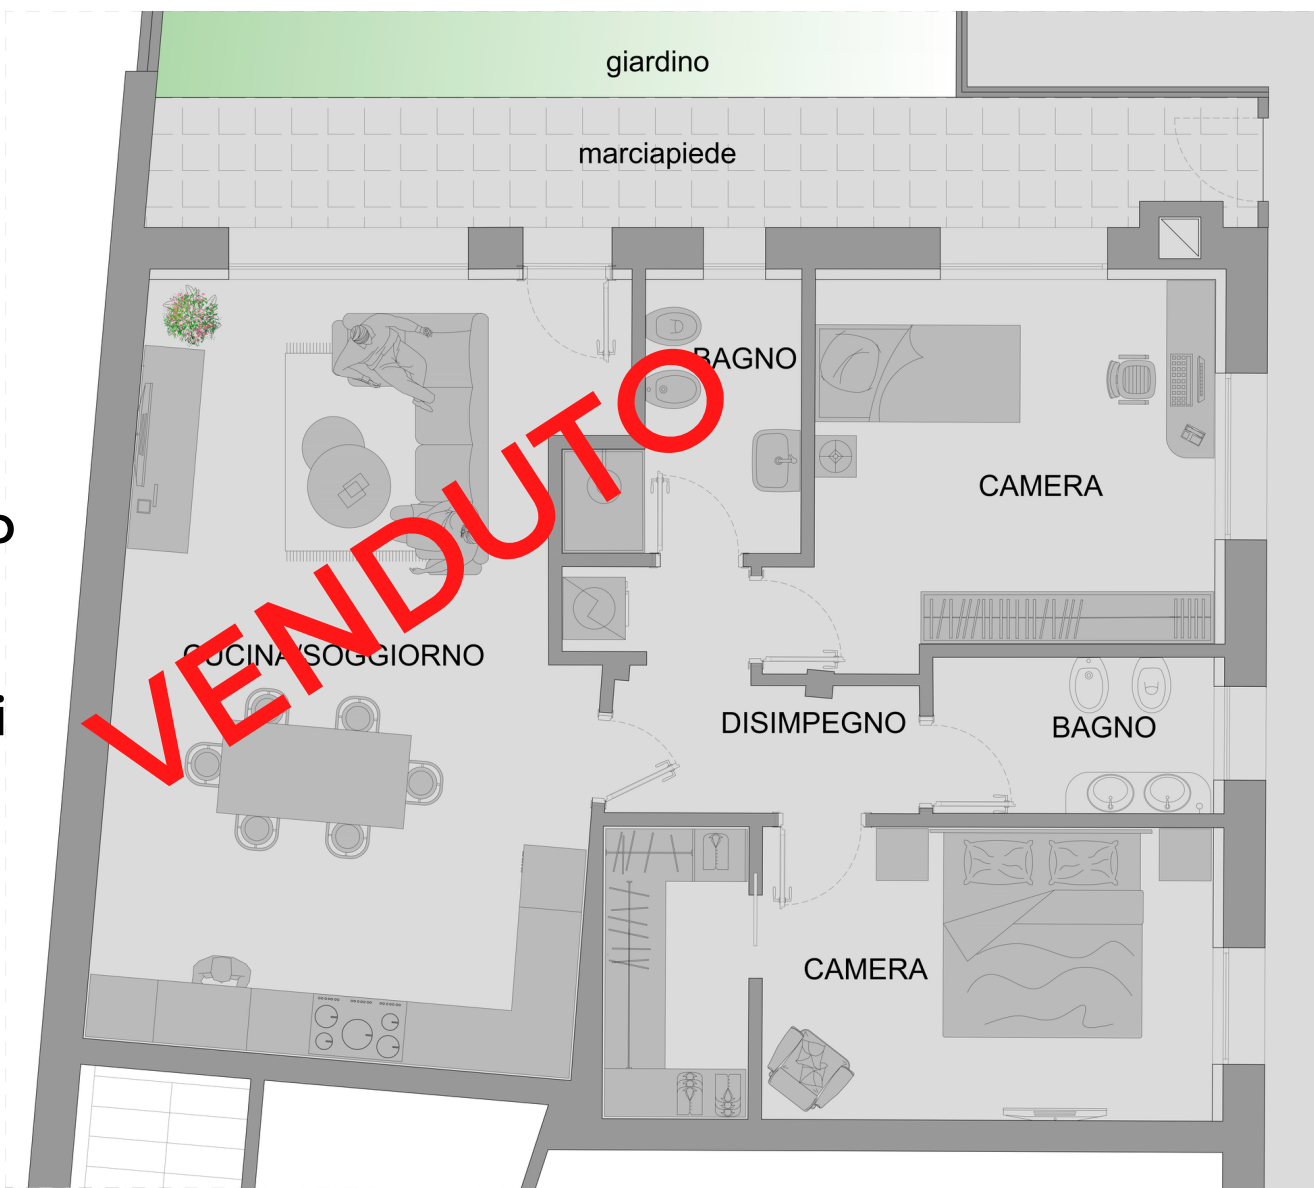 giardino
marciapiede
BAGNO
CAMERA
VENDUTO
o
CUCINA/SOGGIORNO
i
DISIMPEGNO
BAGNO
CAMERA